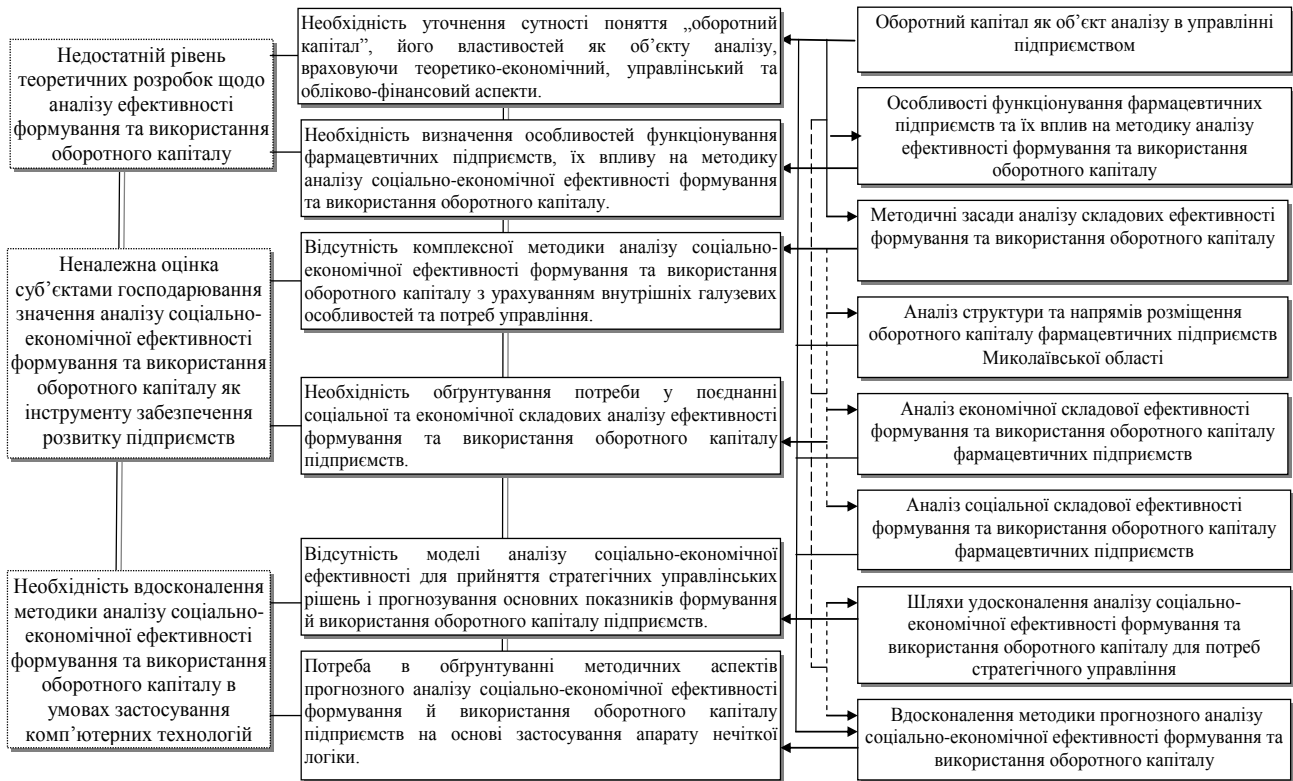 Недостатній рівень
теоретичних розробок щодо
аналізу ефективності
формування та використання
оборотного капіталу
Неналежна оцінка
суб’єктами господарювання
значення аналізу соціально-
економічної ефективності
формування та використання
оборотного капіталу як
інструменту забезпечення
розвитку підприємств
Необхідність вдосконалення
методики аналізу соціально-
економічної ефективності
формування та використання
оборотного капіталу в
умовах застосування
комп’ютерних технологій
Необхідність уточнення сутності поняття „оборотний
капітал”, його властивостей як об’єкту аналізу,
враховуючи теоретико-економічний, управлінський та
обліково-фінансовий аспекти.
Необхідність визначення особливостей функціонування
фармацевтичних підприємств, їх впливу на методику
аналізу соціально-економічної ефективності формування
та використання оборотного капіталу.
Відсутність комплексної методики аналізу соціально-
економічної ефективності формування та використання
оборотного капіталу з урахуванням внутрішніх галузевих
особливостей та потреб управління.
Необхідність обґрунтування потреби у поєднанні
соціальної та економічної складових аналізу ефективності
формування та використання оборотного капіталу
підприємств.
Відсутність моделі аналізу соціально-економічної
ефективності для прийняття стратегічних управлінських
рішень і прогнозування основних показників формування
й використання оборотного капіталу підприємств.
Потреба в обґрунтуванні методичних аспектів
прогнозного аналізу соціально-економічної ефективності
формування й використання оборотного капіталу
підприємств на основі застосування апарату нечіткої
логіки.
Оборотний капітал як об’єкт аналізу в управлінні
підприємством
Особливості функціонування фармацевтичних
підприємств та їх вплив на методику аналізу
ефективності формування та використання
оборотного капіталу
Методичні засади аналізу складових ефективності
формування та використання оборотного капіталу
Аналіз структури та напрямів розміщення
оборотного капіталу фармацевтичних підприємств
Миколаївської області
Аналіз економічної складової ефективності
формування та використання оборотного капіталу
фармацевтичних підприємств
Аналіз соціальної складової ефективності
формування та використання оборотного капіталу
фармацевтичних підприємств
Шляхи удосконалення аналізу соціально-
економічної ефективності формування та
використання оборотного капіталу для потреб
стратегічного управління
Вдосконалення методики прогнозного аналізу
соціально-економічної ефективності формування та
використання оборотного капіталу